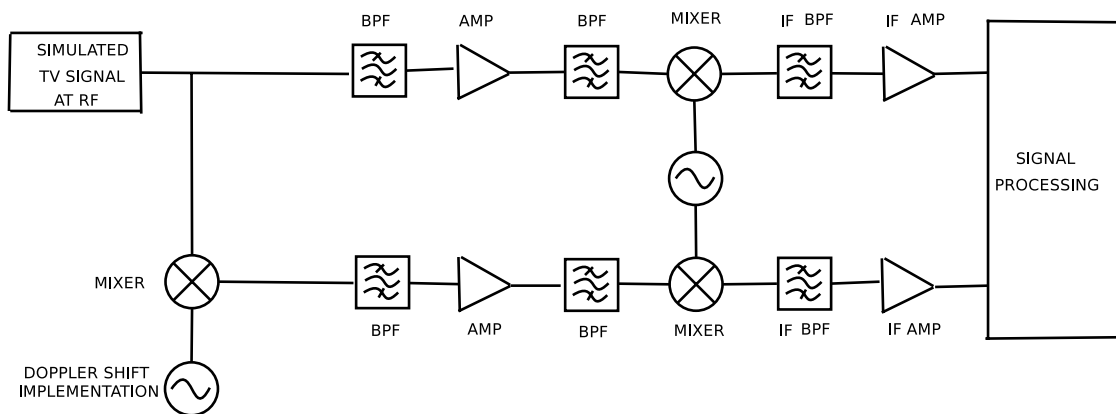 BPF
AMP
BPF
MIXER
IF BPF
IF AMP
SIMULATED
TV SIGNAL
AT RF
SIGNAL
PROCESSING
MIXER
BPF
AMP
BPF
MIXER
IF BPF
IF AMP
DOPPLER SHIFT
IMPLEMENTATION